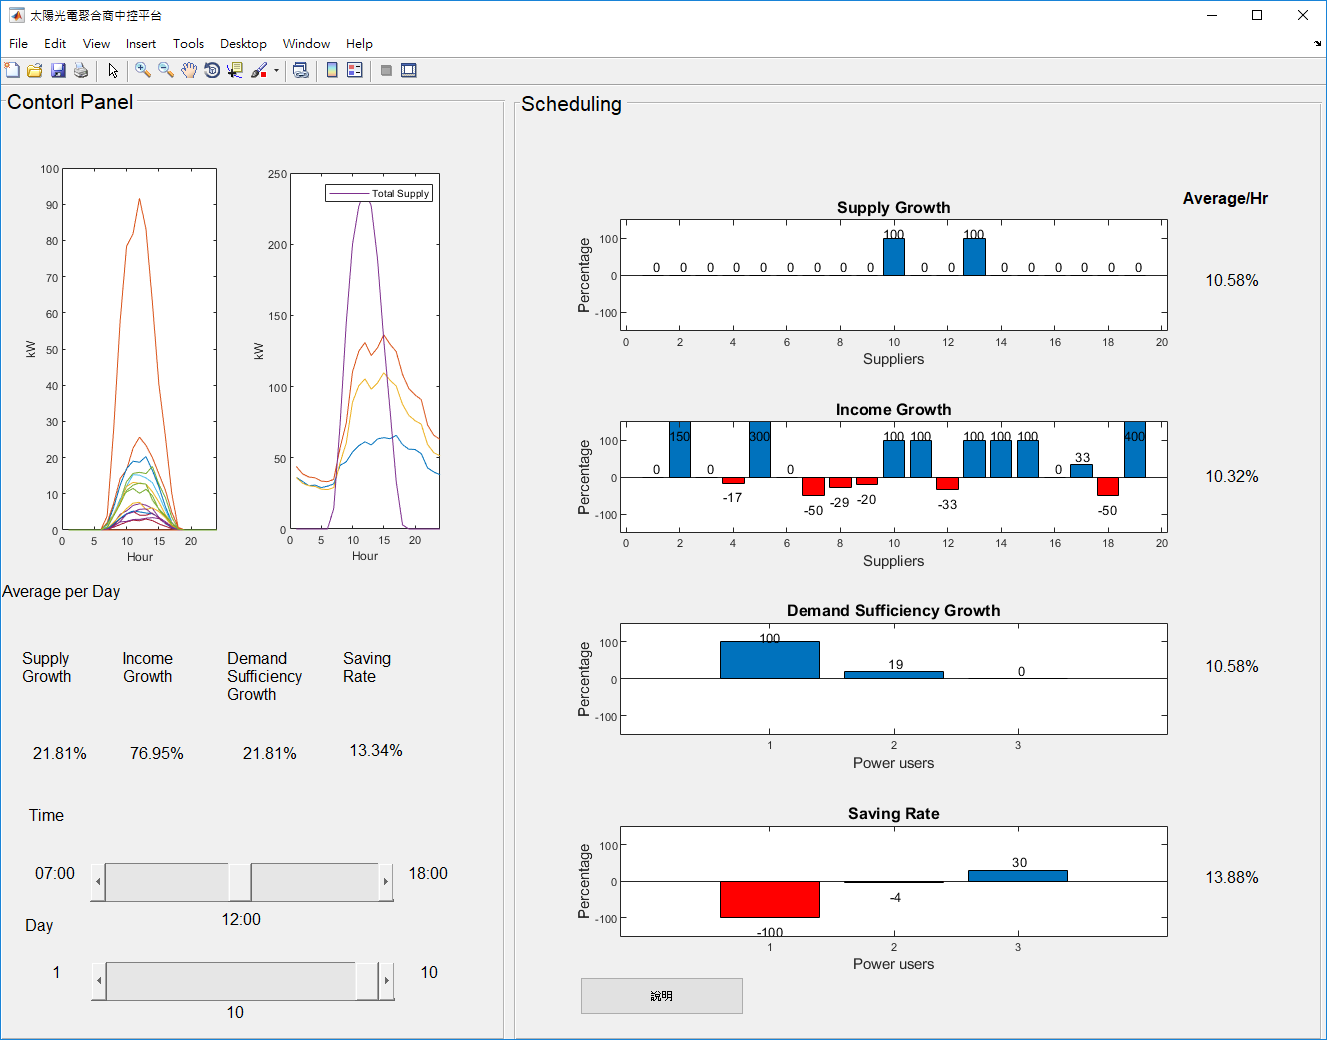 太陽光電聚合商中控平台
File Edit View Insert Tools Desktop Window Help
Contorl Panel
100
90
80
70
60
50
40
30
20
10
0
kW
0 5 10 15 20
Hour
250
200
150
100
50
0
kW
Total Supply
0 5 10 15 20
Hour
Average per Day
Supply Growth
Income Growth
Demand Sufficiency Growth
Saving Rate
21.81% 76.95% 21.81% 13.34%
Time
07:00 18:00
12:00
Day
1 10
10
Scheduling
Average/Hr
Supply Growth
Percentage
100
0
-100
0 0 0 0 0 0 0 0 0 100 0 0 100 0 0 0 0 0 0
0 2 4 6 8 10 12 14 16 18 20
Suppliers
10.58%
Income Growth
Percentage
100
0
-100
0 150 0 -17 300 0 -50 -29 -20 100 100 -33 100 100 100 0 33 -50 400
0 2 4 6 8 10 12 14 16 18 20
Suppliers
10.32%
Demand Sufficiency Growth
Percentage
100
0
-100
100 19 0
1 2 3
Power users
10.58%
Saving Rate
Percentage
100
0
-100
-100 -4 30
1 2 3
Power users
13.88%
說明